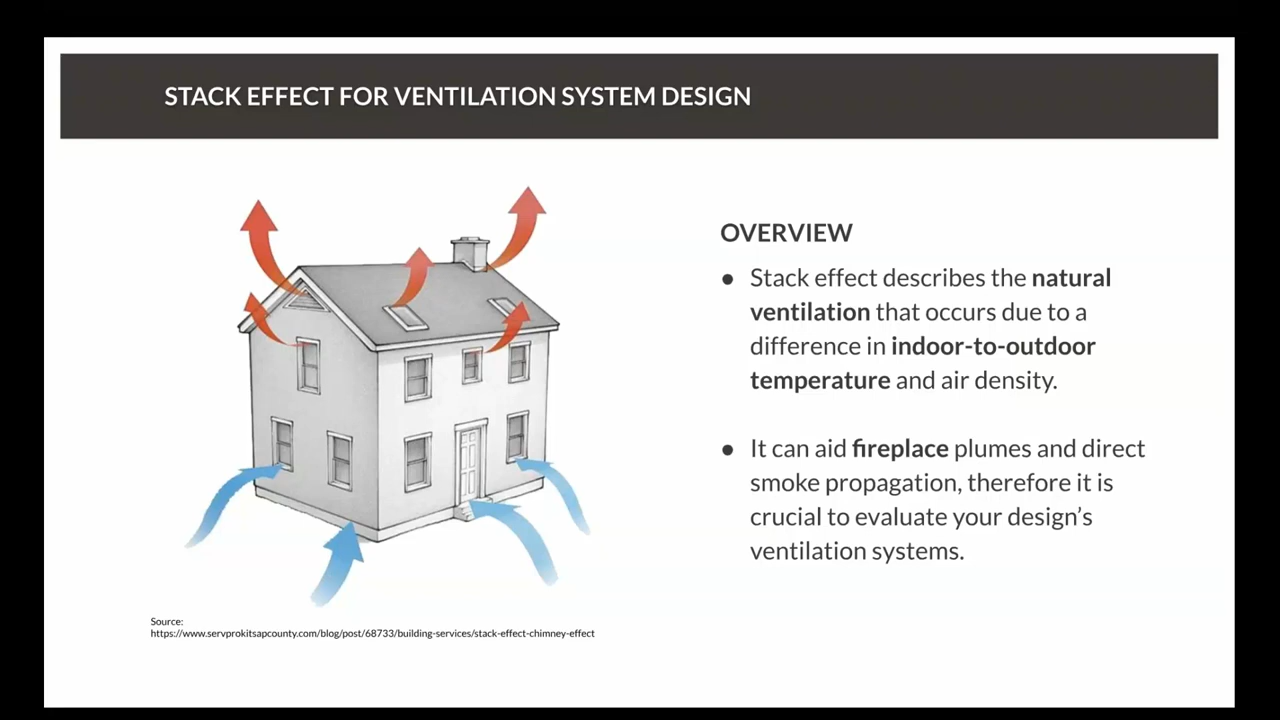 STACK EFFECT FOR VENTILATION SYSTEM DESIGN
OVERVIEW
● Stack effect describes the natural
ventilation that occurs due to a
difference in indoor-to-outdoor
temperature and air density.
● It can aid fireplace plumes and direct
smoke propagation, therefore it is
crucial to evaluate your design’s
ventilation systems.
Source:
https://www.servprokitsapcounty.com/blog/post/68733/building-services/stack-effect-chimney-effect